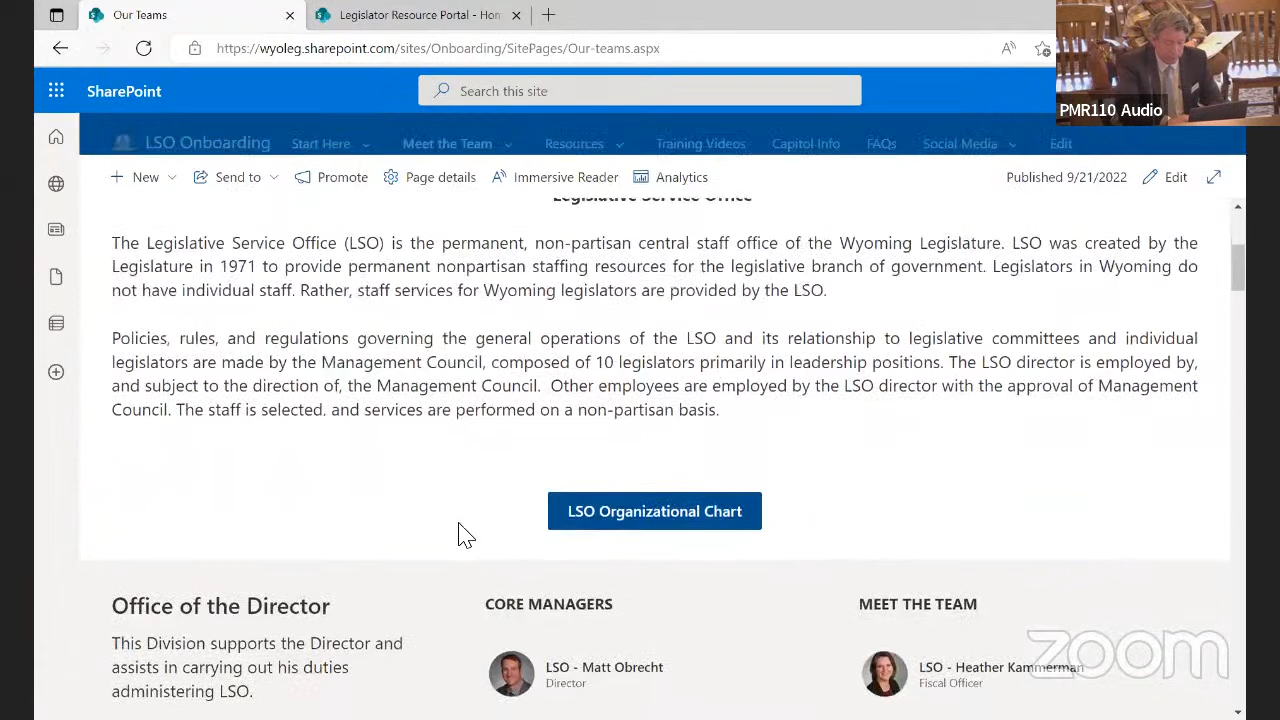 Our Teams
Legislator Resource Portal - Hon
https://wyoleg.sharepoint.com/sites/Onboarding/SitePages/Our-teams.aspx
SharePoint
Search this site
PMR110 Audio
LSO Onboarding Start Here Meet the Team Resources Training Videos Capitol Info FAQs Social Media Edit
New Send to Promote Page details Immersive Reader Analytics Published 9/21/2022 Edit
Legislative Service Office
The Legislative Service Office (LSO) is the permanent, non-partisan central staff office of the Wyoming Legislature. LSO was created by the
Legislature in 1971 to provide permanent nonpartisan staffing resources for the legislative branch of government. Legislators in Wyoming do
not have individual staff. Rather, staff services for Wyoming legislators are provided by the LSO.
Policies, rules, and regulations governing the general operations of the LSO and its relationship to legislative committees and individual
legislators are made by the Management Council, composed of 10 legislators primarily in leadership positions. The LSO director is employed by,
and subject to the direction of, the Management Council. Other employees are employed by the LSO director with the approval of Management
Council. The staff is selected, and services are performed on a non-partisan basis.
LSO Organizational Chart
Office of the Director
This Division supports the Director and
assists in carrying out his duties
administering LSO.
CORE MANAGERS
LSO - Matt Obrecht
Director
MEET THE TEAM
LSO - Heather Kammerman
Fiscal Officer
zoom